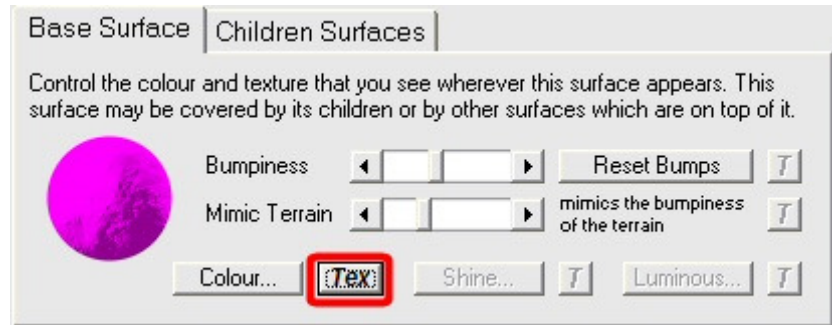 Base Surface
Children Surfaces
Control the colour and texture that you see wherever this surface appears. This
surface may be covered by its children or by other surfaces which are on top of it.
Bumpiness
Reset Bumps
T
Mimic Terrain
mimics the bumpiness
of the terrain
T
Colour...
Tex
Shine...
T
Luminous...
T